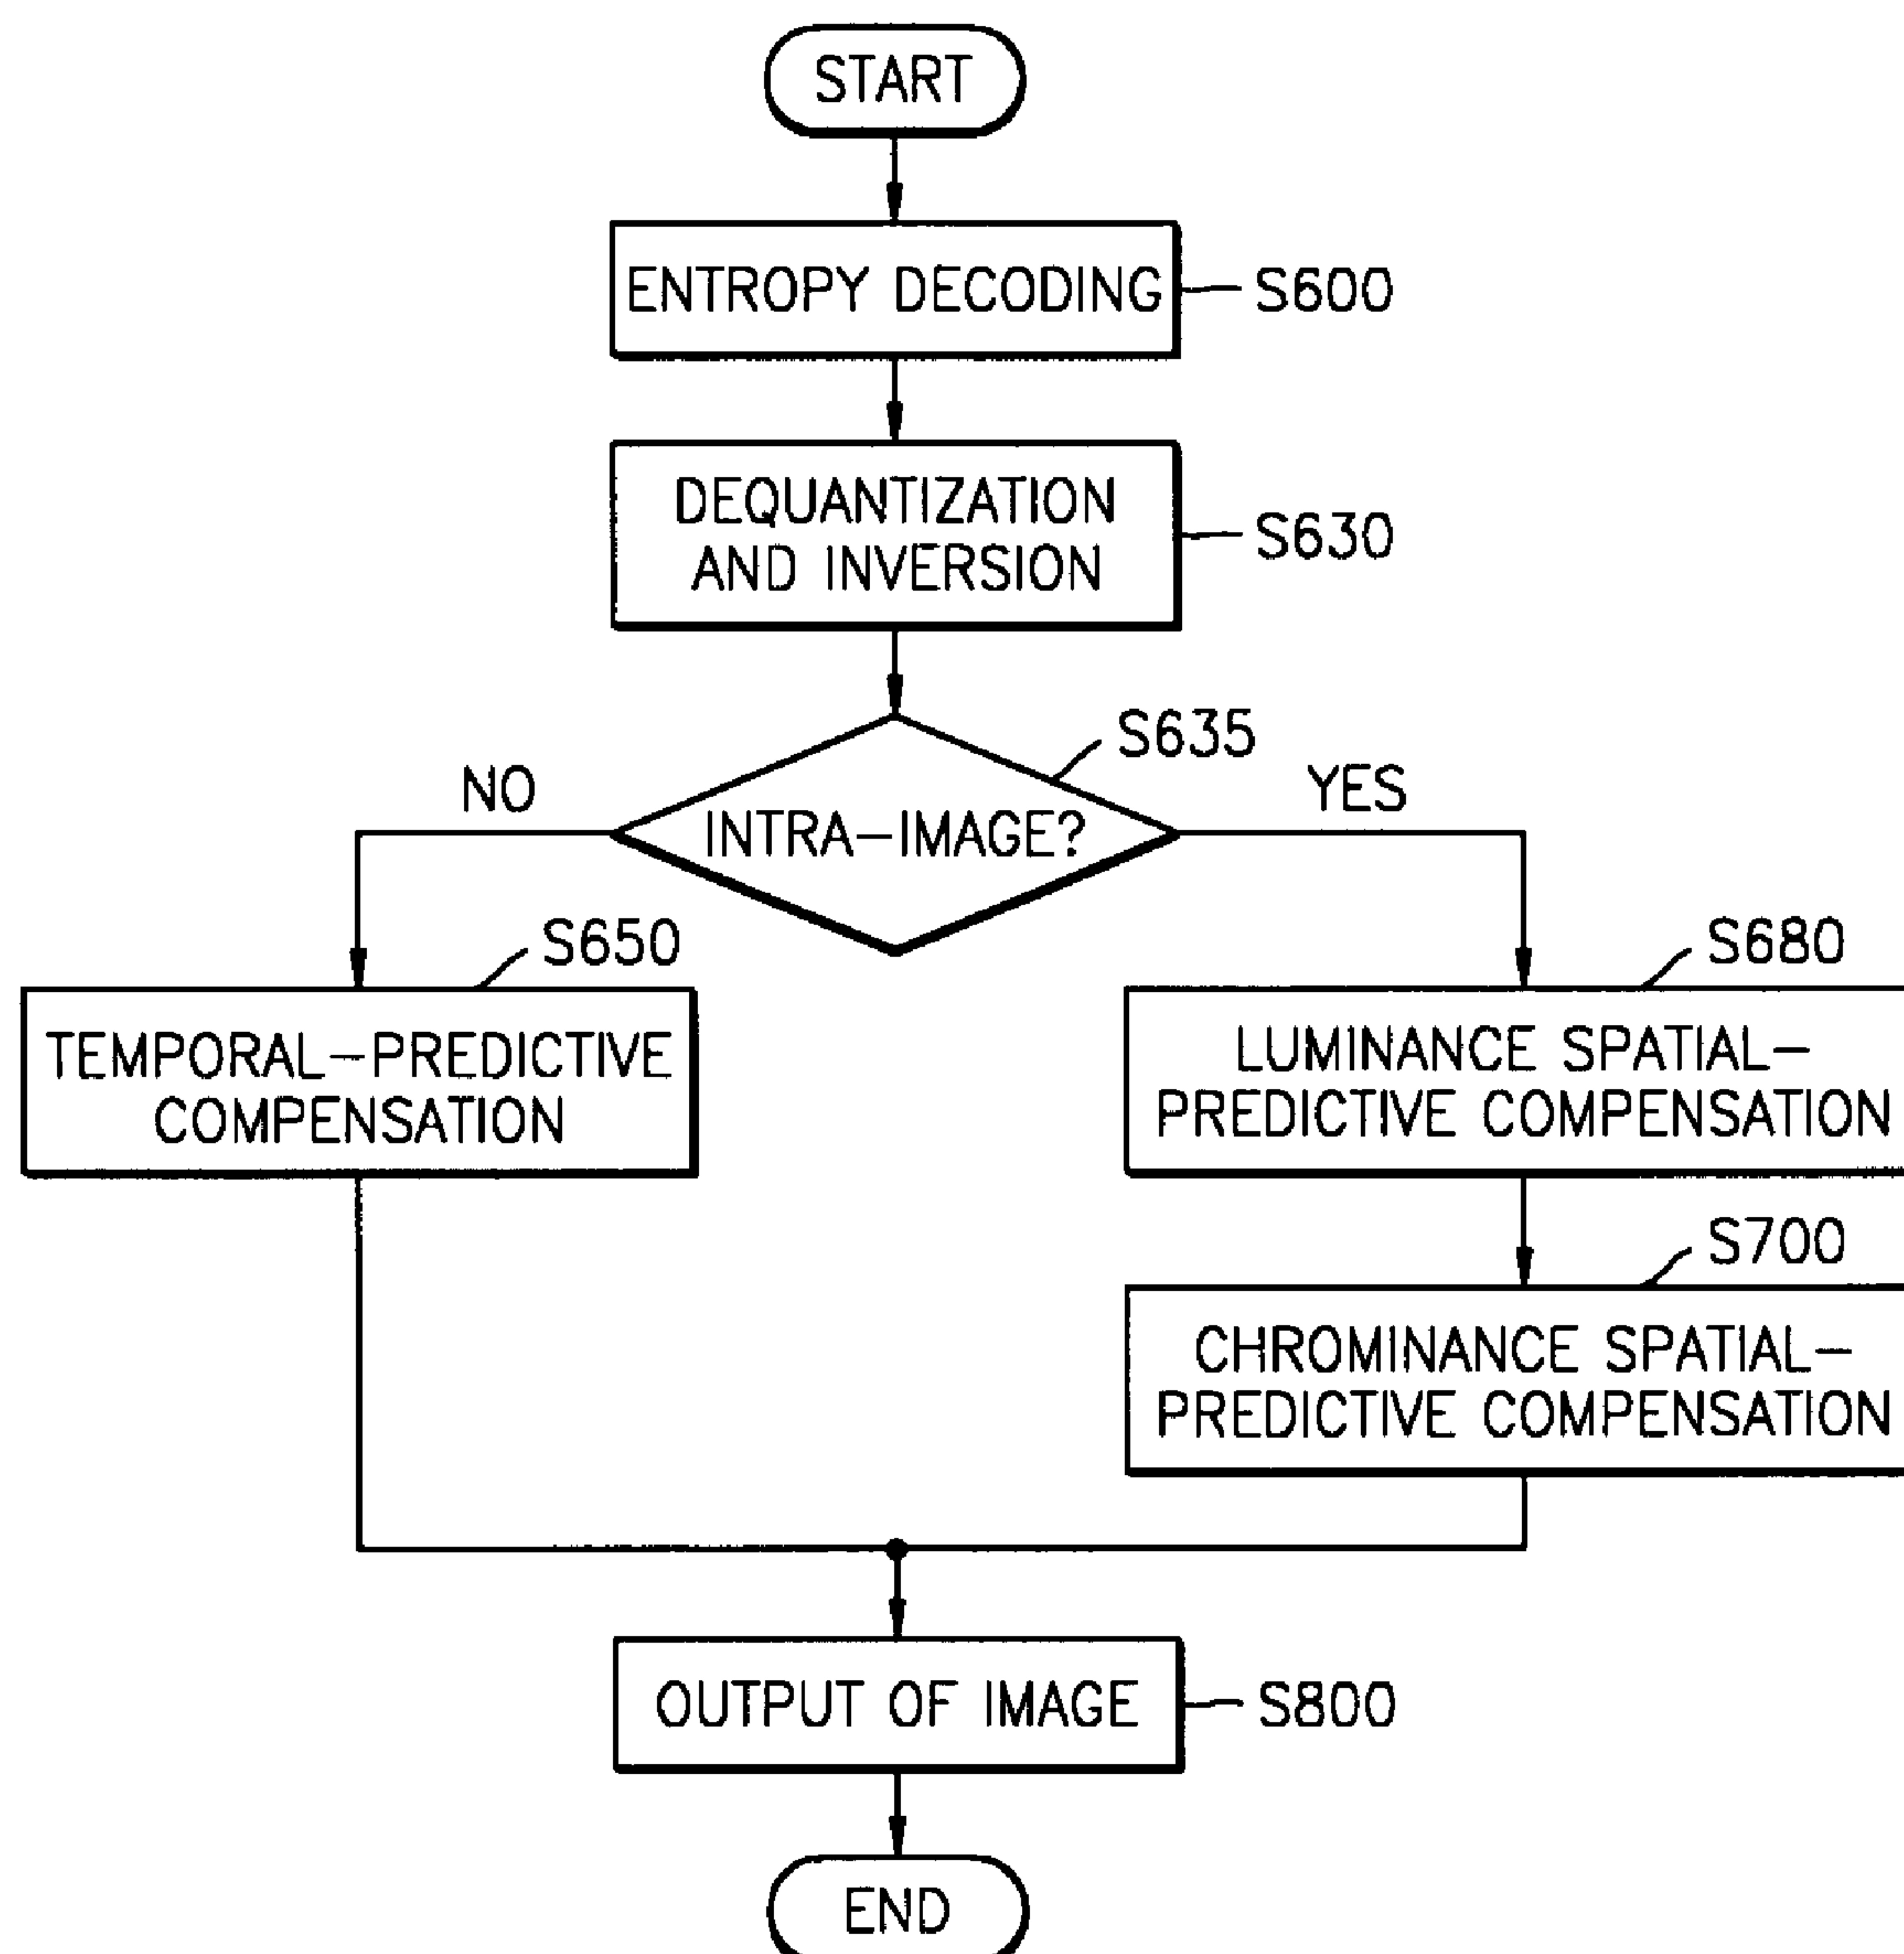 START
ENTROPY DECODING
S600
DEQUANTIZATION
AND INVERSION
S630
S635
INTRA-IMAGE?
NO
YES
S650
TEMPORAL-PREDICTIVE
COMPENSATION
S680
LUMINANCE SPATIAL-
PREDICTIVE COMPENSATION
S700
CHROMINANCE SPATIAL-
PREDICTIVE COMPENSATION
OUTPUT OF IMAGE
S800
END